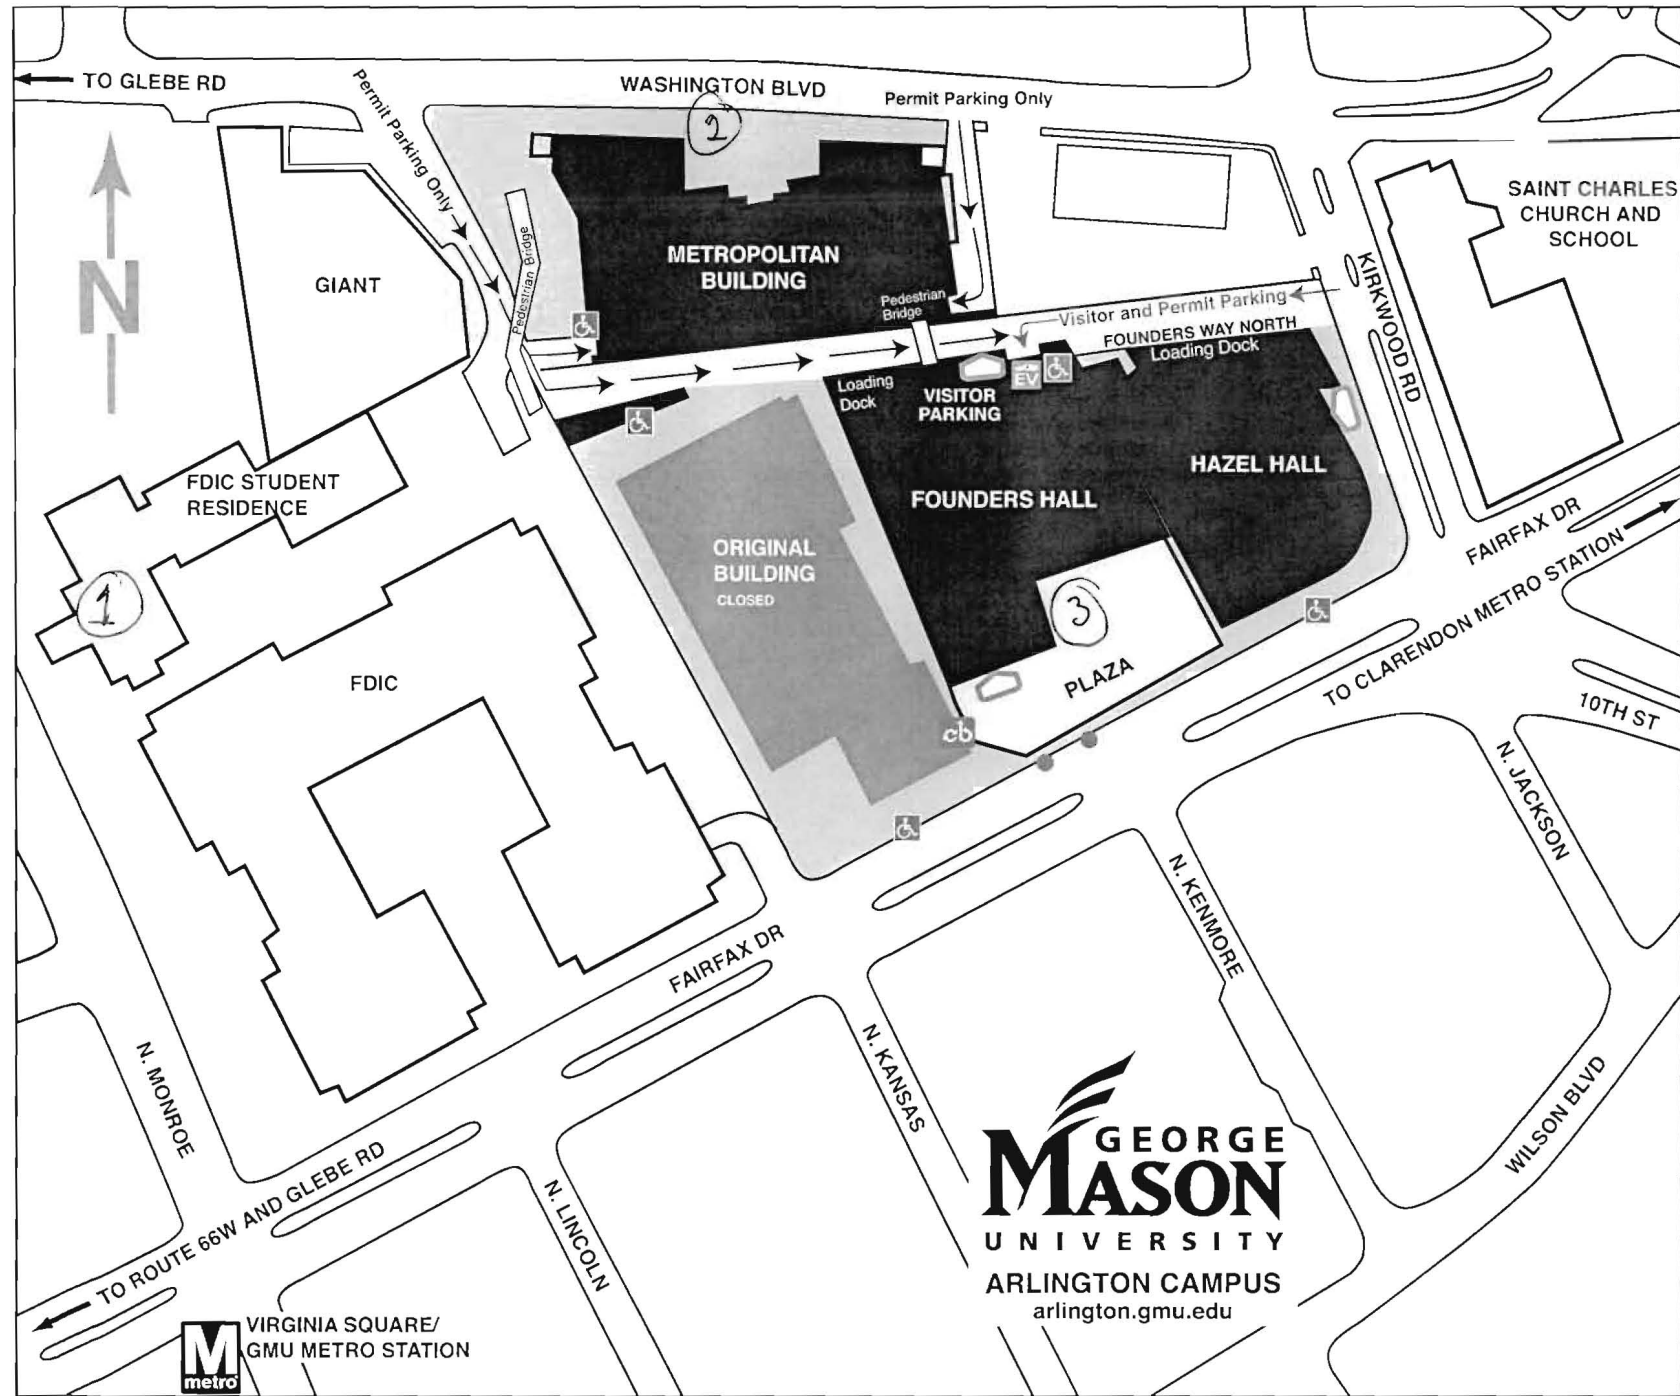 TO GLEBE RD
WASHINGTON BLVD
Permit Parking Only
Permit Parking Only
2
N
Pedestrian Bridge
METROPOLITAN
BUILDING
GIANT
SAINT CHARLES
CHURCH AND
SCHOOL
KIRKWOOD RD
Pedestrian
Bridge
Visitor and Permit Parking
FOUNDERS WAY NORTH
Loading Dock
Loading
Dock
EV
VISITOR
PARKING
HAZEL HALL
FOUNDERS HALL
FDIC STUDENT
RESIDENCE
1
ORIGINAL
BUILDING
CLOSED
FAIRFAX DR
TO CLARENDON METRO STATION
3
PLAZA
FDIC
cb
10TH ST
N. JACKSON
N. KENMORE
FAIRFAX DR
N. KANSAS
N. MONROE
WILSON BLVD
TO ROUTE 66W AND GLEBE RD
N. LINCOLN
GEORGE
MASON
UNIVERSITY
ARLINGTON CAMPUS
arlington.gmu.edu
M
metro
VIRGINIA SQUARE/
GMU METRO STATION